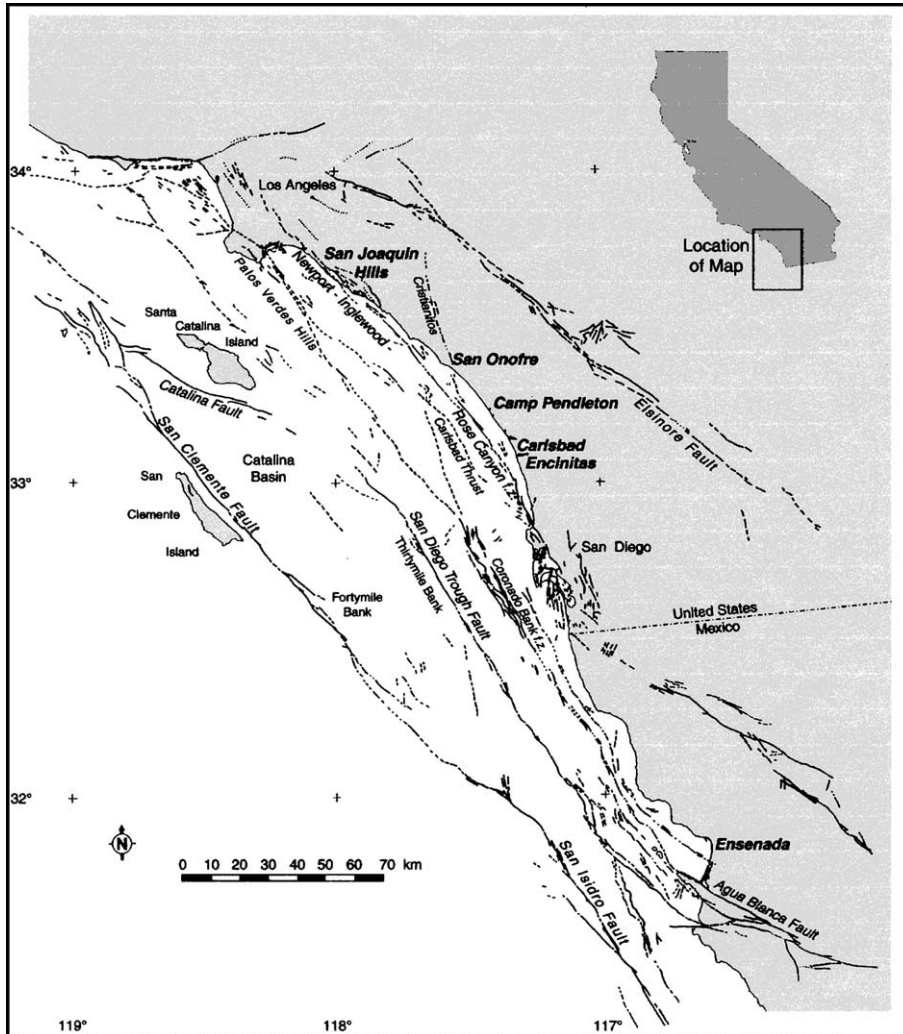 34°
Los Angeles
Location
of Map
San Joaquin
Hills
Newport - Inglewood
Palos Verdes Hills
Cristianitos
Santa
Catalina
Island
San Onofre
Camp Pendleton
Catalina Fault
San Clemente Fault
Catalina
Basin
Rose Canyon f.z.
Carlsbad Thrust
Carlsbad
Encinitas
Elsinore Fault
33°
San
Clemente
Island
San Diego Trough Fault
Thirtymile Bank
Coronado Bank f.z.
San Diego
Fortymile
Bank
United States
Mexico
32°
N
0 10 20 30 40 50 60 70 km
Ensenada
San Isidro Fault
Agua Blanca Fault
119°
118°
117°